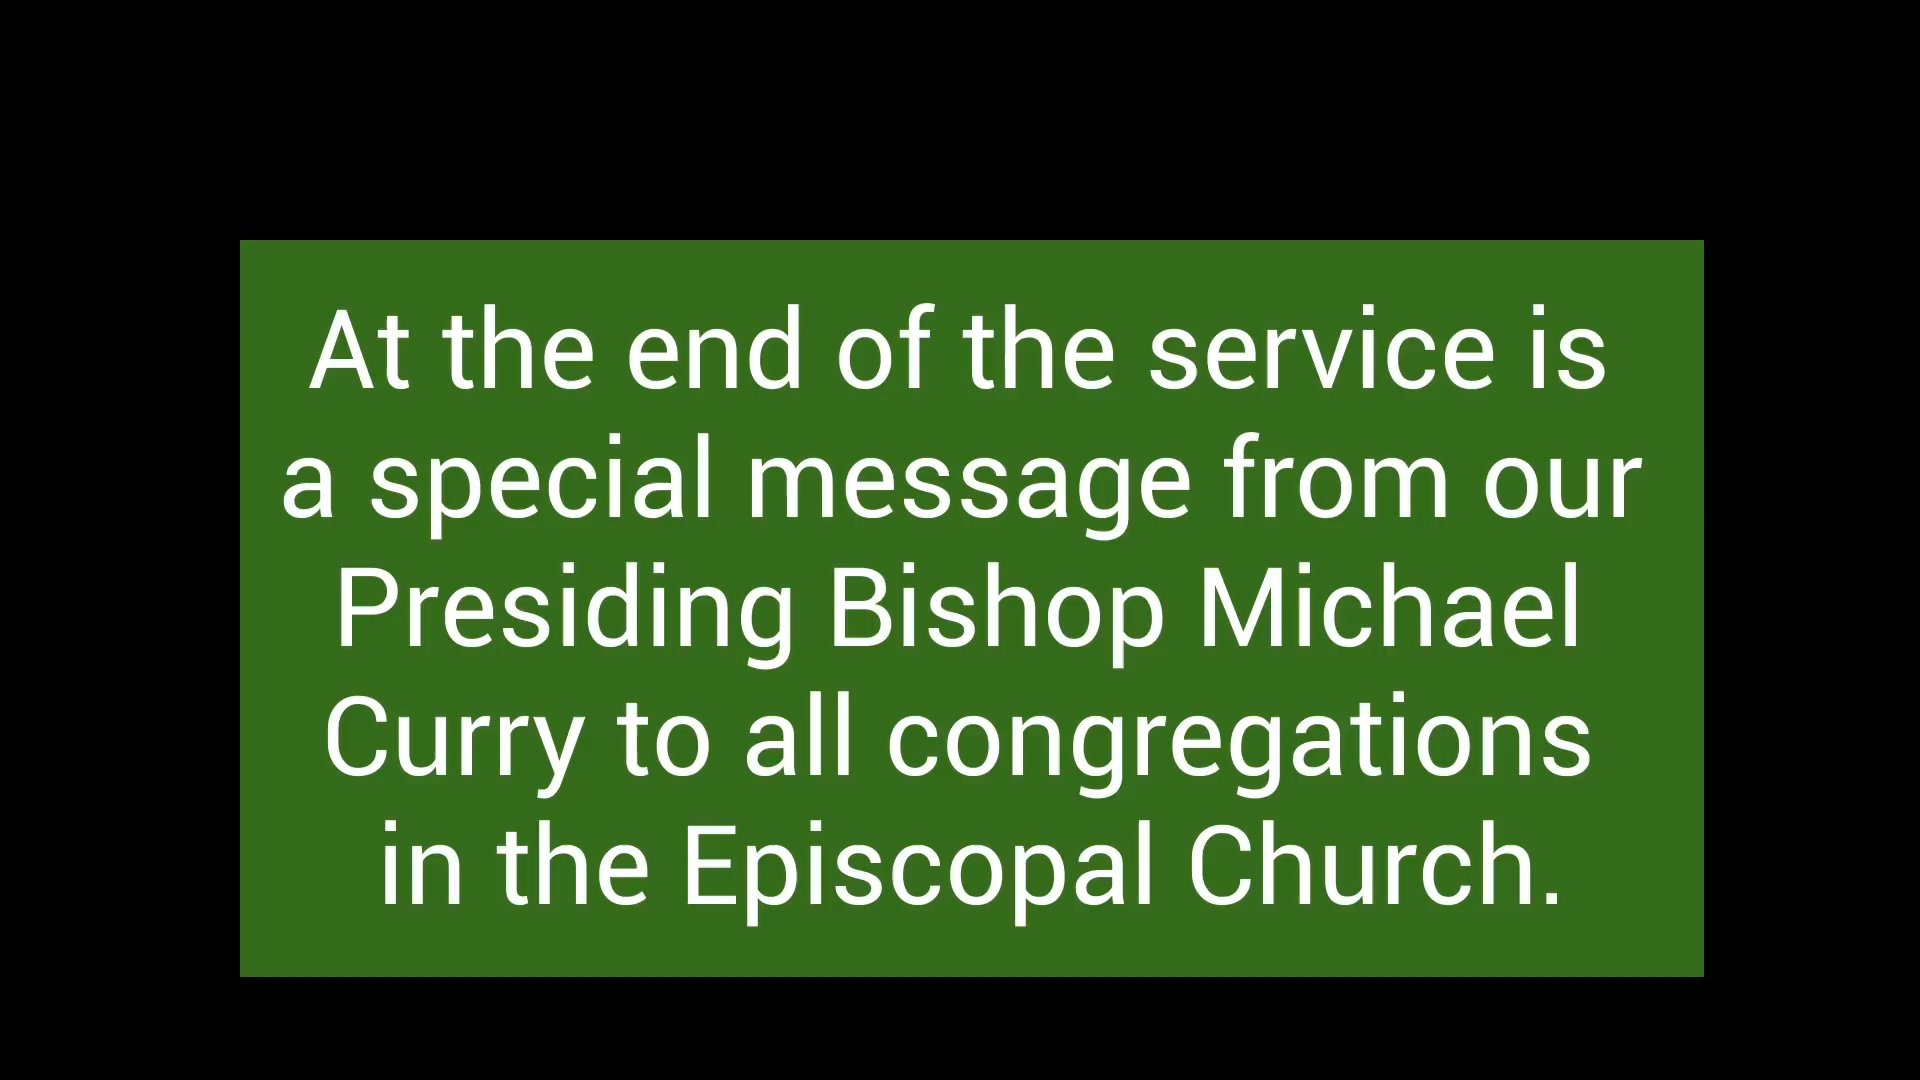 At the end of the service is
a special message from our
Presiding Bishop Michael
Curry to all congregations
in the Episcopal Church.